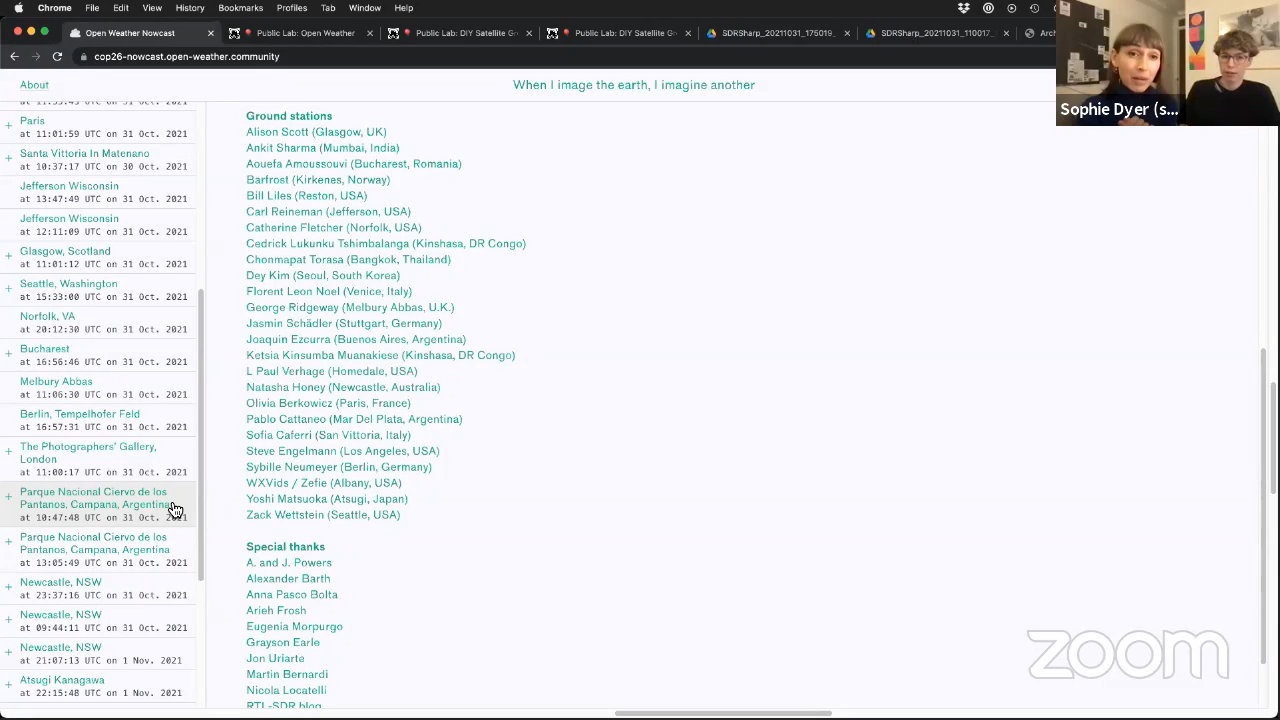 Chrome File Edit View History Bookmarks Profiles Tab Window Help
Open Weather Nowcast
Public Lab: Open Weather
Public Lab: DIY Satellite Gr
Public Lab: DIY Satellite Gr
SDRSharp_20211031_175019_
SDRSharp_20211031_110017_
Arch
cop26-nowcast.open-weather.community
Sophie Dyer (s...
About
When I image the earth, I imagine another
at 11:53:43 UTC on 31 Oct. 2021
Paris
at 11:01:59 UTC on 31 Oct. 2021
Santa Vittoria In Matenano
at 10:37:17 UTC on 30 Oct. 2021
Jefferson Wisconsin
at 13:47:49 UTC on 31 Oct. 2021
Jefferson Wisconsin
at 12:11:09 UTC on 31 Oct. 2021
Glasgow, Scotland
at 11:01:12 UTC on 31 Oct. 2021
Seattle, Washington
at 15:33:00 UTC on 31 Oct. 2021
Norfolk, VA
at 20:12:30 UTC on 31 Oct. 2021
Bucharest
at 16:56:46 UTC on 31 Oct. 2021
Melbury Abbas
at 11:06:30 UTC on 31 Oct. 2021
Berlin, Tempelhofer Feld
at 16:57:31 UTC on 31 Oct. 2021
The Photographers' Gallery,
London
at 11:00:17 UTC on 31 Oct. 2021
Parque Nacional Ciervo de los
Pantanos, Campana, Argentina
at 10:47:48 UTC on 31 Oct. 2021
Parque Nacional Ciervo de los
Pantanos, Campana, Argentina
at 13:05:49 UTC on 31 Oct. 2021
Newcastle, NSW
at 23:37:16 UTC on 31 Oct. 2021
Newcastle, NSW
at 09:44:11 UTC on 31 Oct. 2021
Newcastle, NSW
at 21:07:13 UTC on 1 Nov. 2021
Atsugi Kanagawa
at 22:15:48 UTC on 1 Nov. 2021
Ground stations
Alison Scott (Glasgow, UK)
Ankit Sharma (Mumbai, India)
Aouefa Amoussouvi (Bucharest, Romania)
Barfrost (Kirkenes, Norway)
Bill Liles (Reston, USA)
Carl Reineman (Jefferson, USA)
Catherine Fletcher (Norfolk, USA)
Cedrick Lukunku Tshimbalanga (Kinshasa, DR Congo)
Chonmapat Torasa (Bangkok, Thailand)
Dey Kim (Seoul, South Korea)
Florent Leon Noel (Venice, Italy)
George Ridgeway (Melbury Abbas, U.K.)
Jasmin Schädler (Stuttgart, Germany)
Joaquin Ezcurra (Buenos Aires, Argentina)
Ketsia Kinsumba Muanakiese (Kinshasa, DR Congo)
L Paul Verhage (Homedale, USA)
Natasha Honey (Newcastle, Australia)
Olivia Berkowicz (Paris, France)
Pablo Cattaneo (Mar Del Plata, Argentina)
Sofia Caferri (San Vittoria, Italy)
Steve Engelmann (Los Angeles, USA)
Sybille Neumeyer (Berlin, Germany)
WXVids / Zefie (Albany, USA)
Yoshi Matsuoka (Atsugi, Japan)
Zack Wettstein (Seattle, USA)
Special thanks
A. and J. Powers
Alexander Barth
Anna Pasco Bolta
Arieh Frosh
Eugenia Morpurgo
Grayson Earle
Jon Uriarte
Martin Bernardi
Nicola Locatelli
RTL-SDR blog
zoom